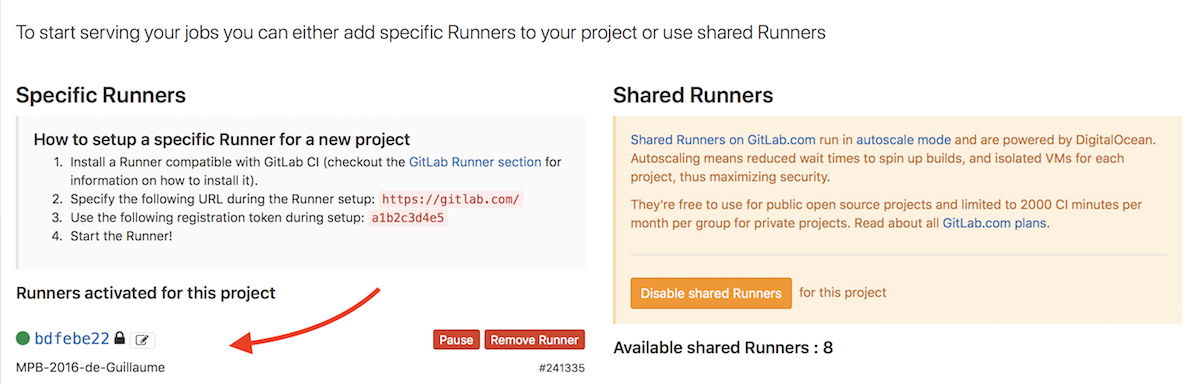 To start serving your jobs you can either add specific Runners to your project or use shared Runners
Specific Runners
How to setup a specific Runner for a new project
1. Install a Runner compatible with GitLab CI (checkout the GitLab Runner section for
information on how to install it).
2. Specify the following URL during the Runner setup: https://gitlab.com/
3. Use the following registration token during setup: a1b2c3d4e5
4. Start the Runner!
Runners activated for this project
bdfebe22
Pause Remove Runner
MPB-2016-de-Guillaume
#241335
Shared Runners
Shared Runners on GitLab.com run in autoscale mode and are powered by DigitalOcean.
Autoscaling means reduced wait times to spin up builds, and isolated VMs for each
project, thus maximizing security.
They're free to use for public open source projects and limited to 2000 CI minutes per
month per group for private projects. Read about all GitLab.com plans.
Disable shared Runners for this project
Available shared Runners : 8